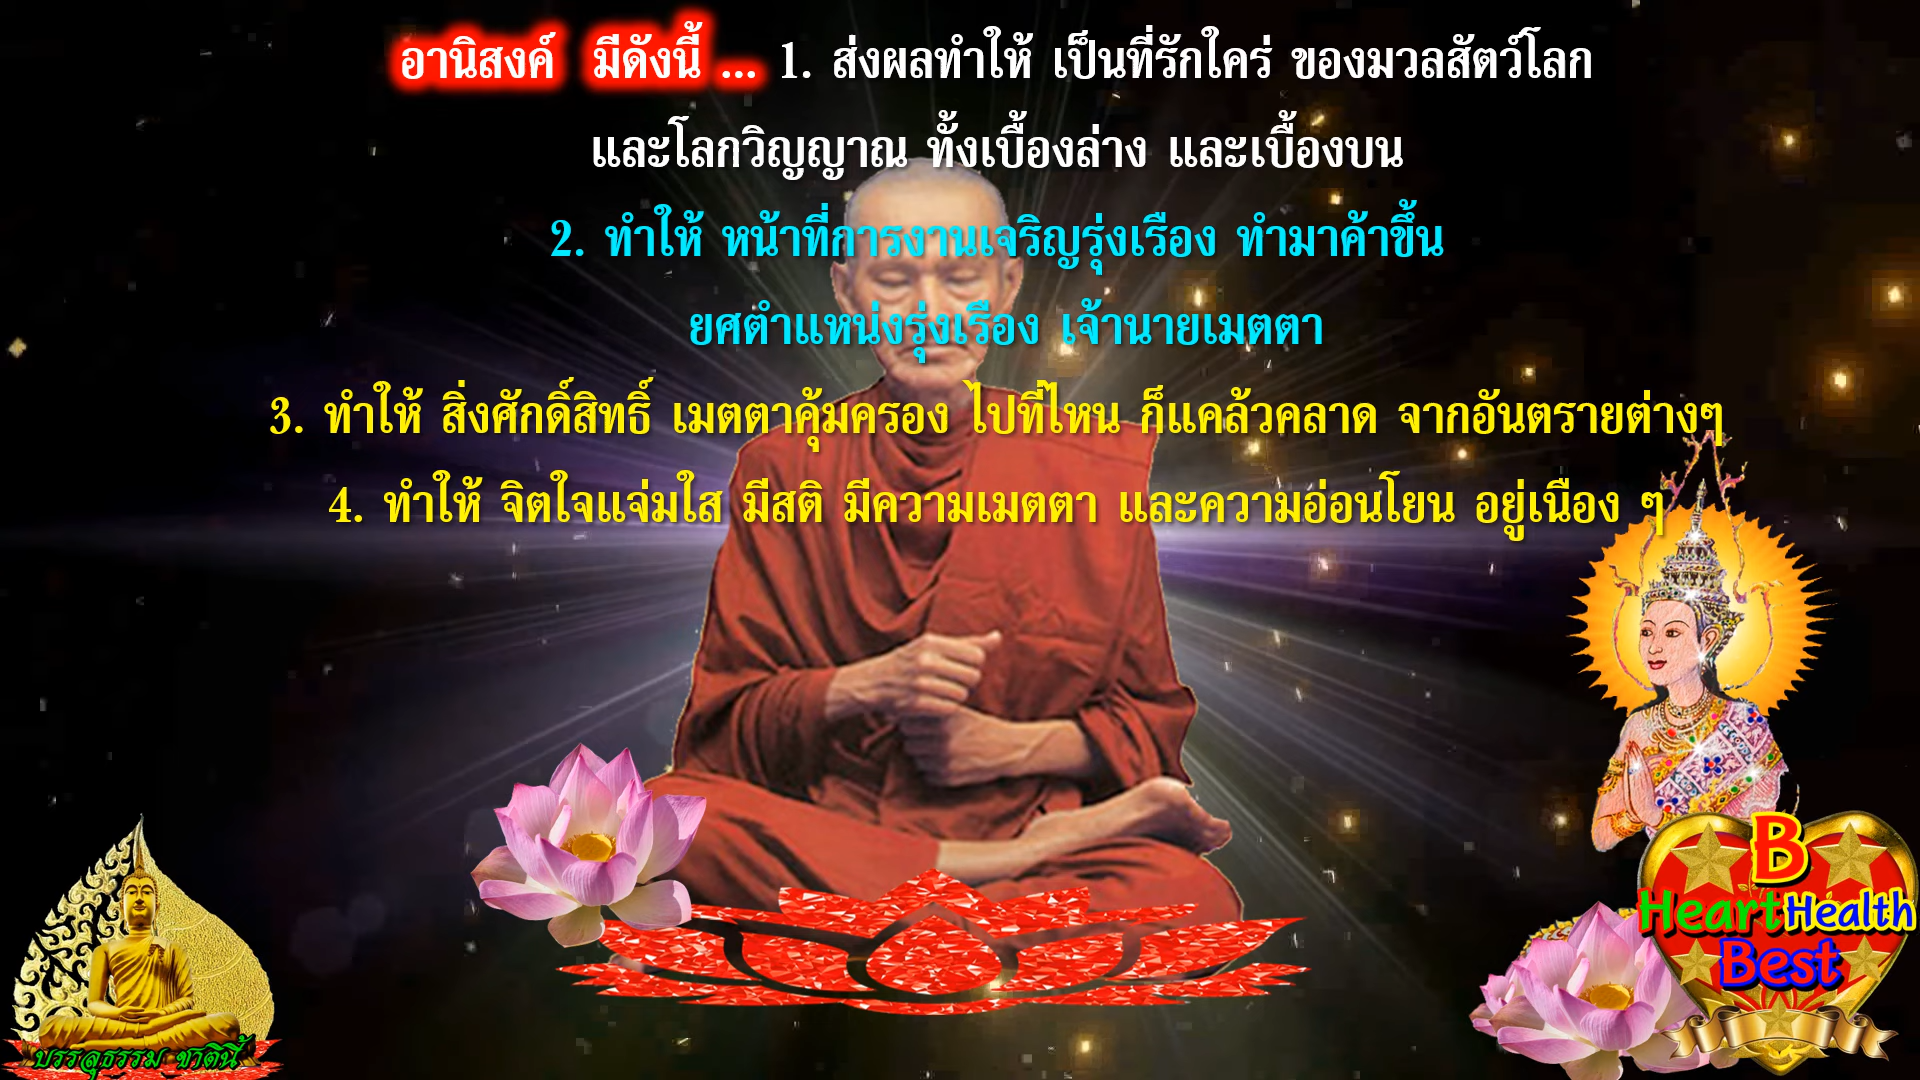 อานิสงค์ มีดังนี้ ... 1. ส่งผลทำให้ เป็นที่รักใคร่ ของมวลสัตว์โลก
และโลกวิญญาณ ทั้งเบื้องล่าง และเบื้องบน
2. ทำให้ หน้าที่การงานเจริญรุ่งเรือง ทำมาค้าขึ้น
ยศตำแหน่งรุ่งเรือง เจ้านายเมตตา
3. ทำให้ สิ่งศักดิ์สิทธิ์ เมตตาคุ้มครอง ไปที่ไหน ก็แคล้วคลาด จากอันตรายต่างๆ
4. ทำให้ จิตใจแจ่มใส มีสติ มีความเมตตา และความอ่อนโยน อยู่เนือง ๆ
B
Heart Health
Best
บรรลุธรรม ชาตินี้